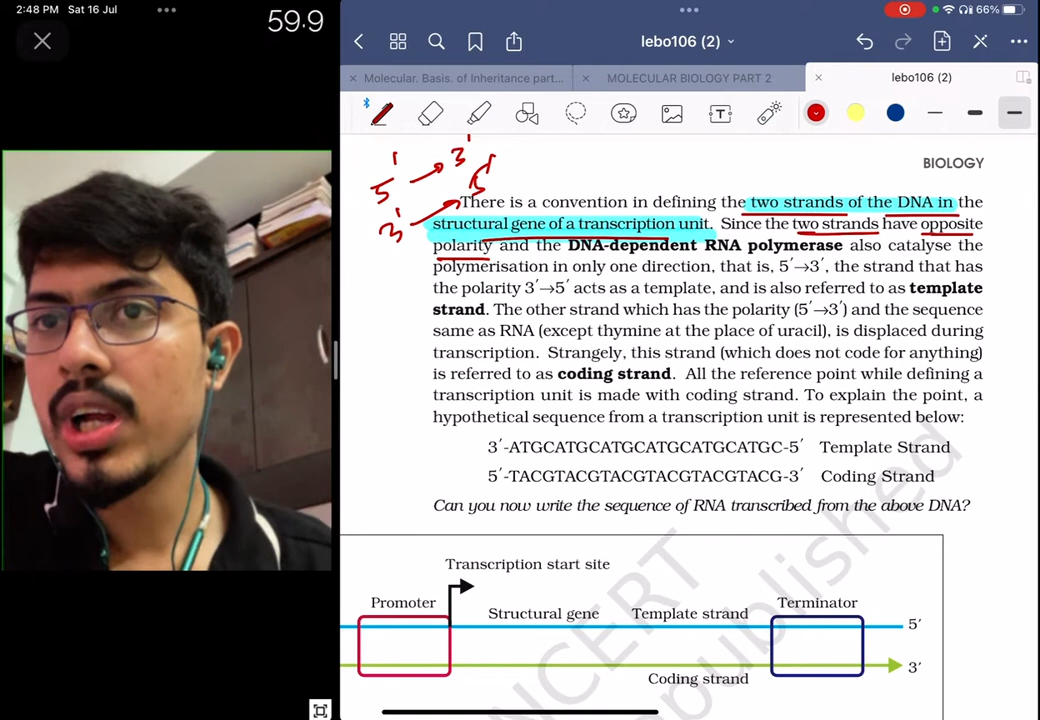 2:48 PM Sat 16 Jul
59.9
66%
lebo106 (2)
Molecular. Basis. of Inheritance part...
MOLECULAR BIOLOGY PART 2
lebo106 (2)
BIOLOGY
5' → 3'
3' → 5'
There is a convention in defining the two strands of the DNA in the
structural gene of a transcription unit. Since the two strands have opposite
polarity and the DNA-dependent RNA polymerase also catalyse the
polymerisation in only one direction, that is, 5′→3′, the strand that has
the polarity 3′→5′ acts as a template, and is also referred to as template
strand. The other strand which has the polarity (5′→3′) and the sequence
same as RNA (except thymine at the place of uracil), is displaced during
transcription. Strangely, this strand (which does not code for anything)
is referred to as coding strand. All the reference point while defining a
transcription unit is made with coding strand. To explain the point, a
hypothetical sequence from a transcription unit is represented below:
3′-ATGCATGCATGCATGCATGCATGC-5′ Template Strand
5′-TACGTACGTACGTACGTACGTACG-3′ Coding Strand
Can you now write the sequence of RNA transcribed from the above DNA?
Transcription start site
Promoter
Structural gene
Template strand
Terminator
5′
3′
Coding strand
NCERT
republished